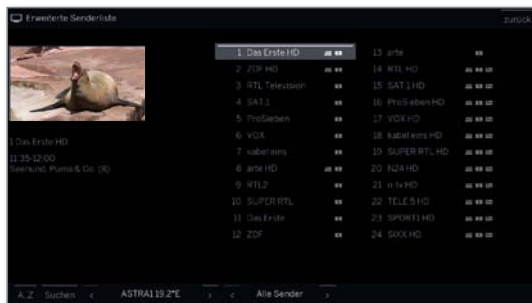 Erweiterte Senderliste
zurück
1 Das Erste HD
11:35-12:00
Seehund, Puma & Co. (8)
1 Das Erste HD
2 ZDF HD
3 RTL Television
4 SAT.1
5 ProSieben
6 VOX
7 kabel eins
8 arte HD
9 RTL2
10 SUPER RTL
11 Das Erste
12 ZDF
13 arte
14 RTL HD
15 SAT.1 HD
16 ProSieben HD
17 VOX HD
18 kabel eins HD
19 SUPER RTL HD
20 N24 HD
21 mtv HD
22 TELE 5 HD
23 SPORT1 HD
24 SIXX HD
A..Z Suchen < ASTRA1 19.2°E > < Alle Sender >